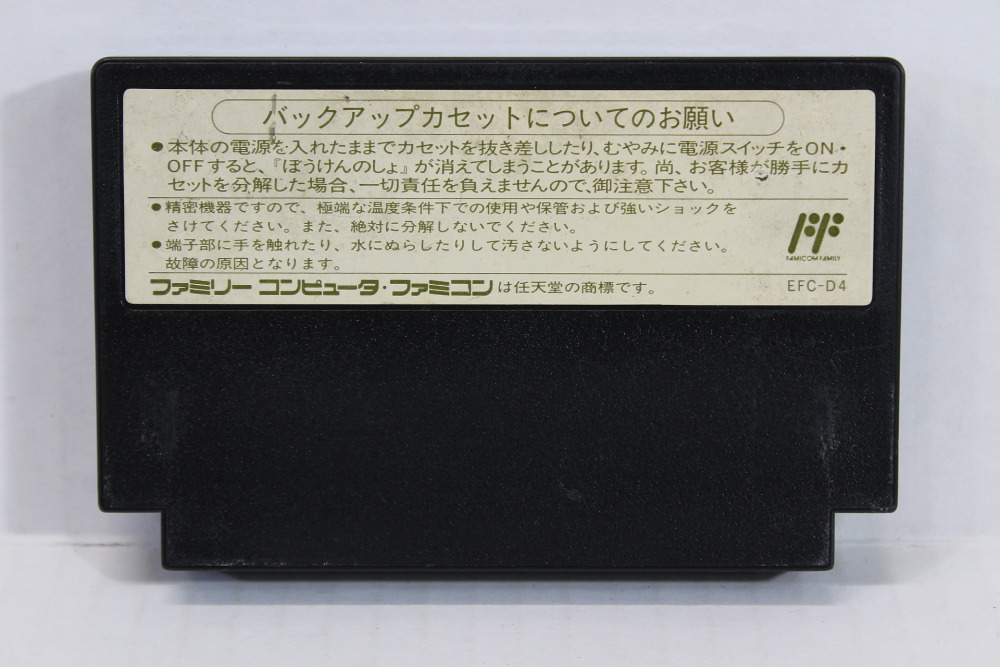 バックアップカセットについてのお願い
●本体の電源を入れたままでカセットを抜き差ししたり、むやみに電源スイッチをON・
OFFすると、『ぼうけんのしょ』が消えてしまうことがあります。尚、お客様が勝手にカ
セットを分解した場合、一切責任を負えませんので、御注意下さい。
●精密機器ですので、極端な温度条件下での使用や保管および強いショックを
さけてください。また、絶対に分解しないでください。
●端子部に手を触れたり、水にぬらしたりして汚さないようにしてください。
故障の原因となります。
FF
FAMICOM FAMILY
ファミリー コンピュータ・ファミコンは任天堂の商標です。
EFC-D4